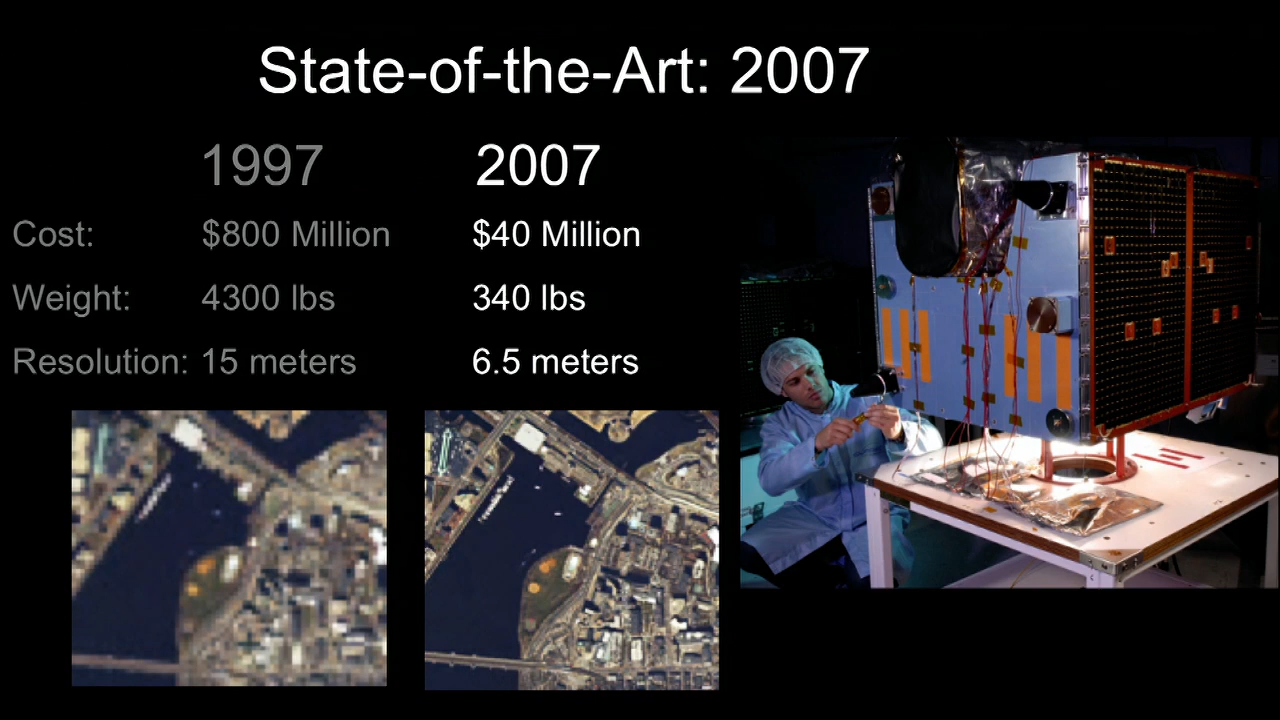 State-of-the-Art: 2007
1997 2007
Cost: $800 Million $40 Million
Weight: 4300 lbs 340 lbs
Resolution: 15 meters 6.5 meters